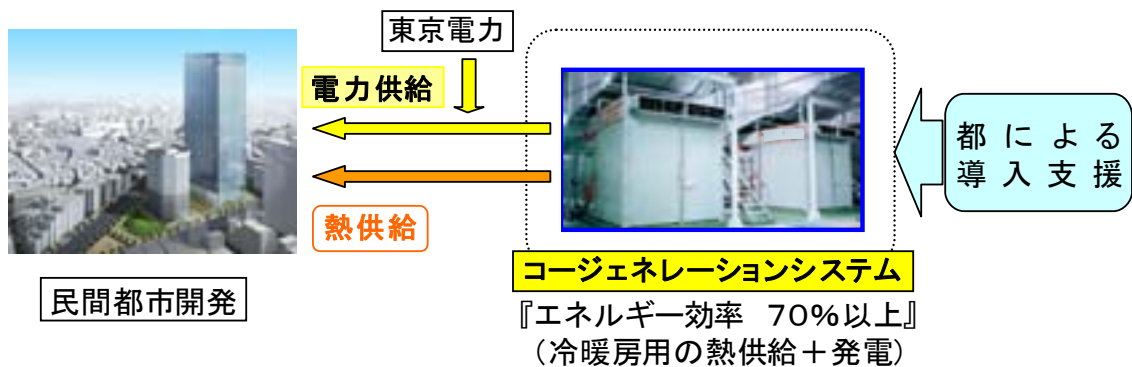 東京電力
電力供給
熱供給
民間都市開発
コージェネレーションシステム
『エネルギー効率 70%以上』
(冷暖房用の熱供給+発電)
都による
導入支援